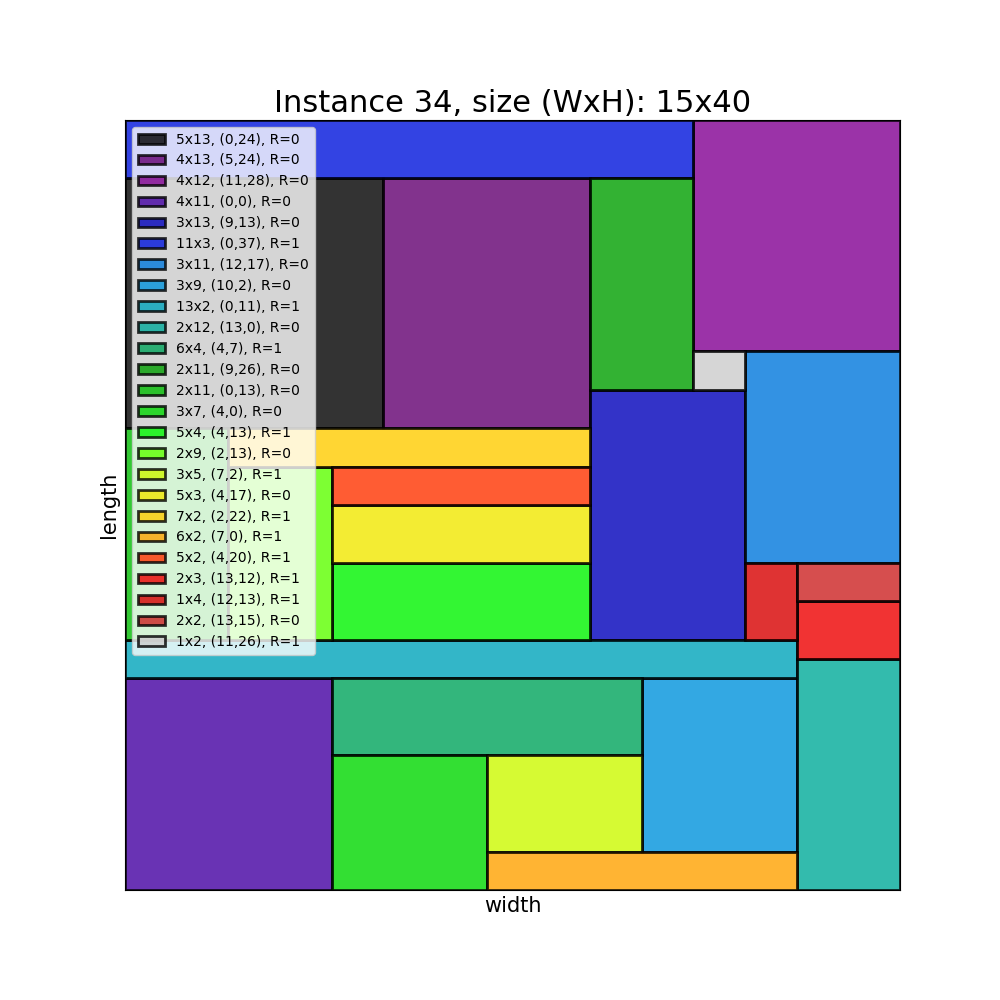 Instance 34, size (WxH): 15x40
5x13, (0,24), R=0
4x13, (5,24), R=0
4x12, (11,28), R=0
4x11, (0,0), R=0
3x13, (9,13), R=0
11x3, (0,37), R=1
3x11, (12,17), R=0
3x9, (10,2), R=0
13x2, (0,11), R=1
2x12, (13,0), R=0
6x4, (4,7), R=1
2x11, (9,26), R=0
2x11, (0,13), R=0
3x7, (4,0), R=0
5x4, (4,13), R=1
2x9, (2,13), R=0
3x5, (7,2), R=1
5x3, (4,17), R=0
7x2, (2,22), R=1
6x2, (7,0), R=1
5x2, (4,20), R=1
2x3, (13,12), R=1
1x4, (12,13), R=1
2x2, (13,15), R=0
1x2, (11,26), R=1
length
width